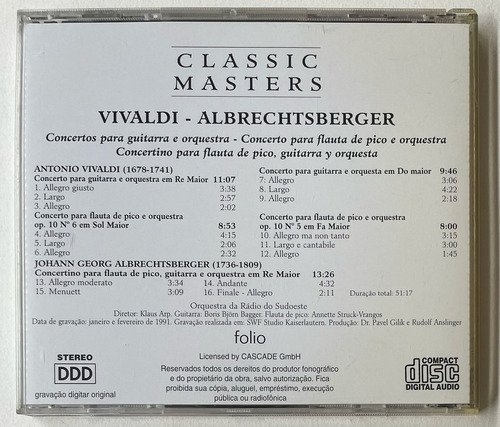 CLASSIC
MASTERS
VIVALDI - ALBRECHTSBERGER
Concertos para guitarra e orquestra - Concerto para flauta de pico e orquestra
Concertino para flauta de pico, guitarra y orquesta
ANTONIO VIVALDI (1678-1741)
Concerto para guitarra e orquestra em Re Maior 11:07
1. Allegro giusto 3:38
2. Largo 2:57
3. Allegro 2:02
Concerto para flauta de pico e orquestra
op. 10 Nº 6 em Sol Maior 8:53
4. Allegro 4:15
5. Largo 2:06
6. Allegro 2:32
Concerto para guitarra e orquesta em Do maior 9:46
7. Allegro 3:06
8. Largo 4:22
9. Allegro 2:18
Concerto para flauta de pico e orquestra
op. 10 Nº 5 em Fa Maior 8:00
10. Allegro ma non tanto 3:15
11. Largo e cantabile 3:00
12. Allegro 1:45
JOHANN GEORG ALBRECHTSBERGER (1736-1809)
Concertino para flauta de pico, guitarra e orquestra em Re Maior 13:26
13. Allegro moderato 3:34 14. Andante 4:32
15. Menuett 3:09 16. Finale - Allegro 2:11 Duração total: 51:17
Orquestra da Rádio do Sudoeste
Diretor: Klaus Arp. Guitarra: Boris Björn Bagger. Flauta de pico: Annette Struck-Vrangos
Data de gravação: janeiro e fevereiro de 1991. Gravação realizada em: SWF Studio Kaiserlautern. Produção: Dr. Pavel Gilik e Rudolf Anslinger
folio
STEREO
DDD
gravação digital original
Licensed by CASCADE GmbH
Reservados todos os direitos do produtor fonográfico
e do propietário da obra, salvo autorização. Fica
proibida sua cópia, aluguel, empréstimo, execução
pública ou radiofônica
COMPACT
disc
DIGITAL AUDIO